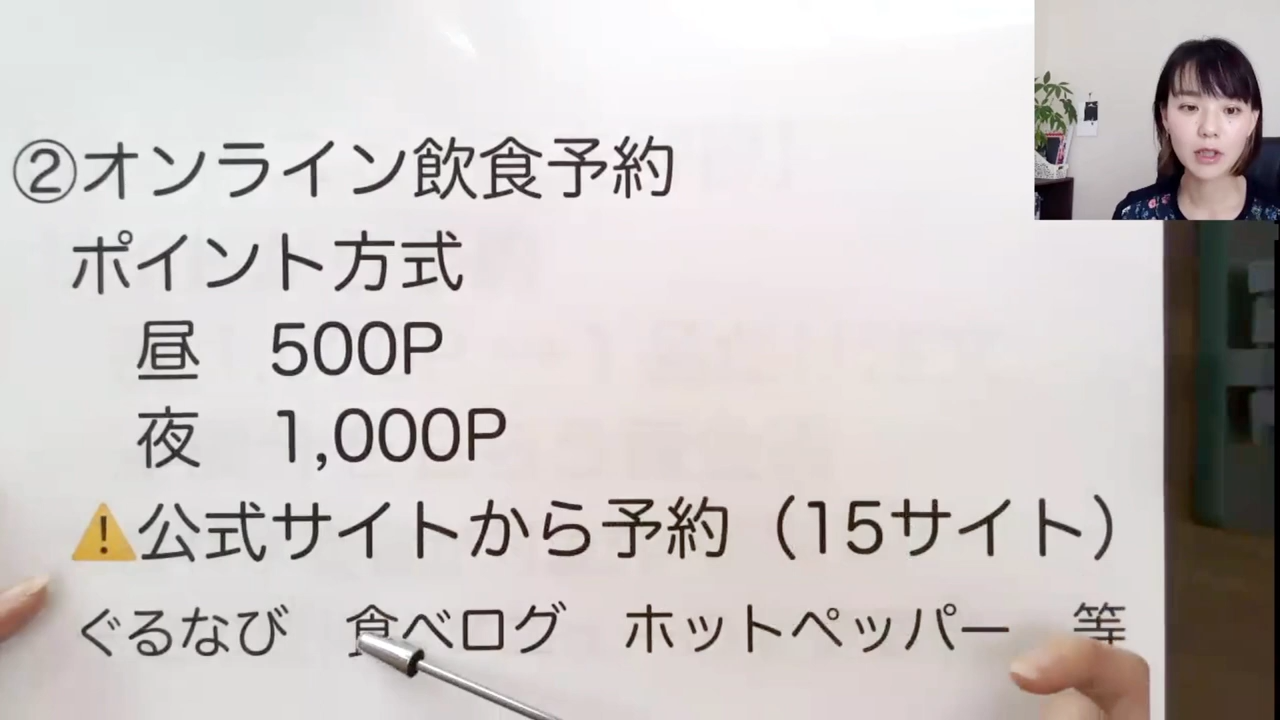 ②オンライン飲食予約
ポイント方式
昼 500P
夜 1,000P
⚠公式サイトから予約（15サイト）
ぐるなび 食べログ ホットペッパー 等